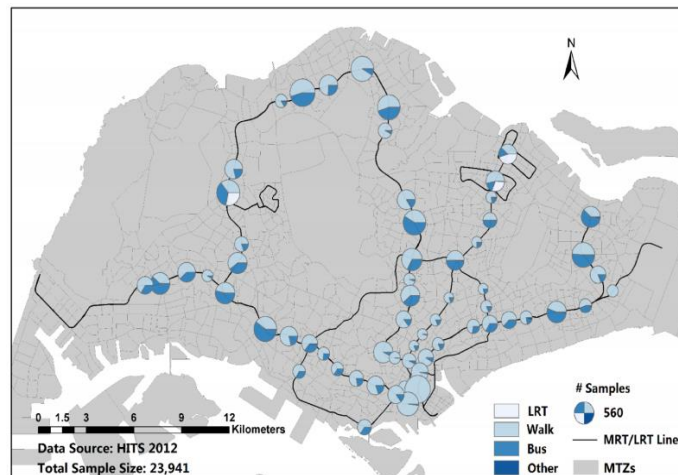 N
LRT
Walk
Bus
Other
# Samples
560
MRT/LRT Line
MTZs
0 1.5 3 6 9 12
Kilometers
Data Source: HITS 2012
Total Sample Size: 23,941